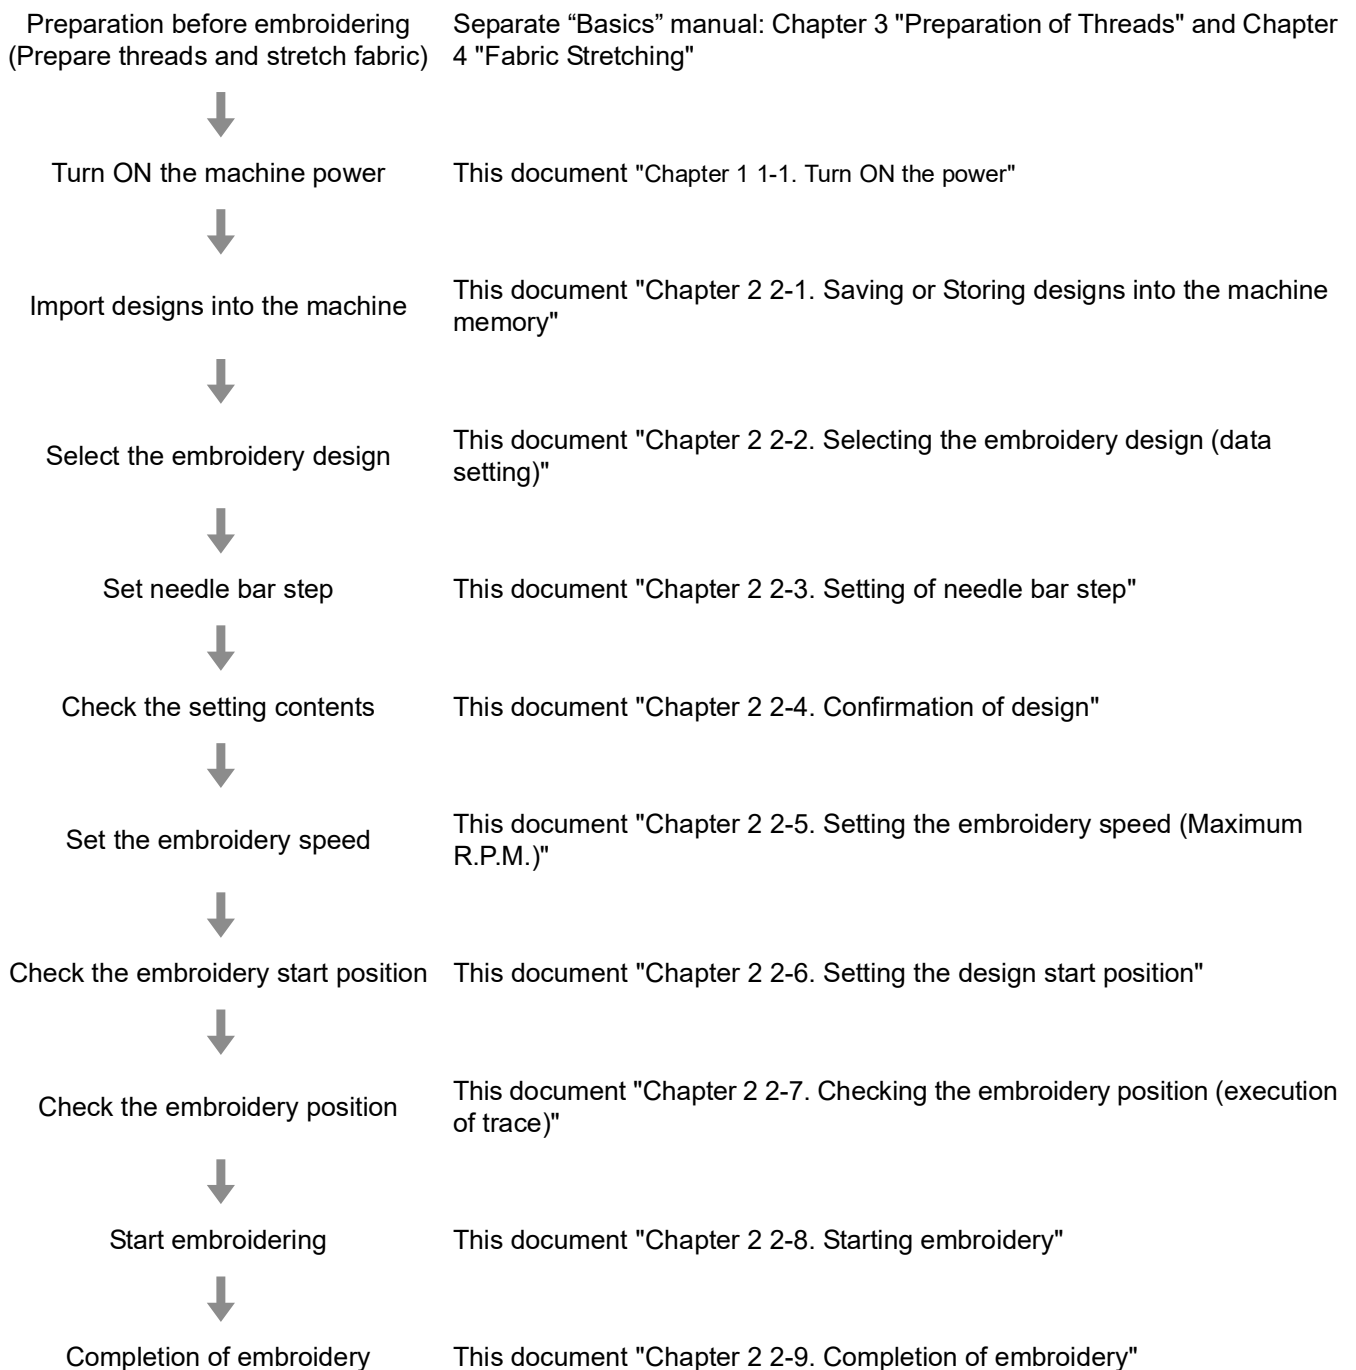 Preparation before embroidering
(Prepare threads and stretch fabric)
Separate “Basics” manual: Chapter 3 "Preparation of Threads" and Chapter
4 "Fabric Stretching"
Turn ON the machine power
This document "Chapter 1 1-1. Turn ON the power"
Import designs into the machine
This document "Chapter 2 2-1. Saving or Storing designs into the machine
memory"
Select the embroidery design
This document "Chapter 2 2-2. Selecting the embroidery design (data
setting)"
Set needle bar step
This document "Chapter 2 2-3. Setting of needle bar step"
Check the setting contents
This document "Chapter 2 2-4. Confirmation of design"
Set the embroidery speed
This document "Chapter 2 2-5. Setting the embroidery speed (Maximum
R.P.M.)"
Check the embroidery start position
This document "Chapter 2 2-6. Setting the design start position"
Check the embroidery position
This document "Chapter 2 2-7. Checking the embroidery position (execution
of trace)"
Start embroidering
This document "Chapter 2 2-8. Starting embroidery"
Completion of embroidery
This document "Chapter 2 2-9. Completion of embroidery"